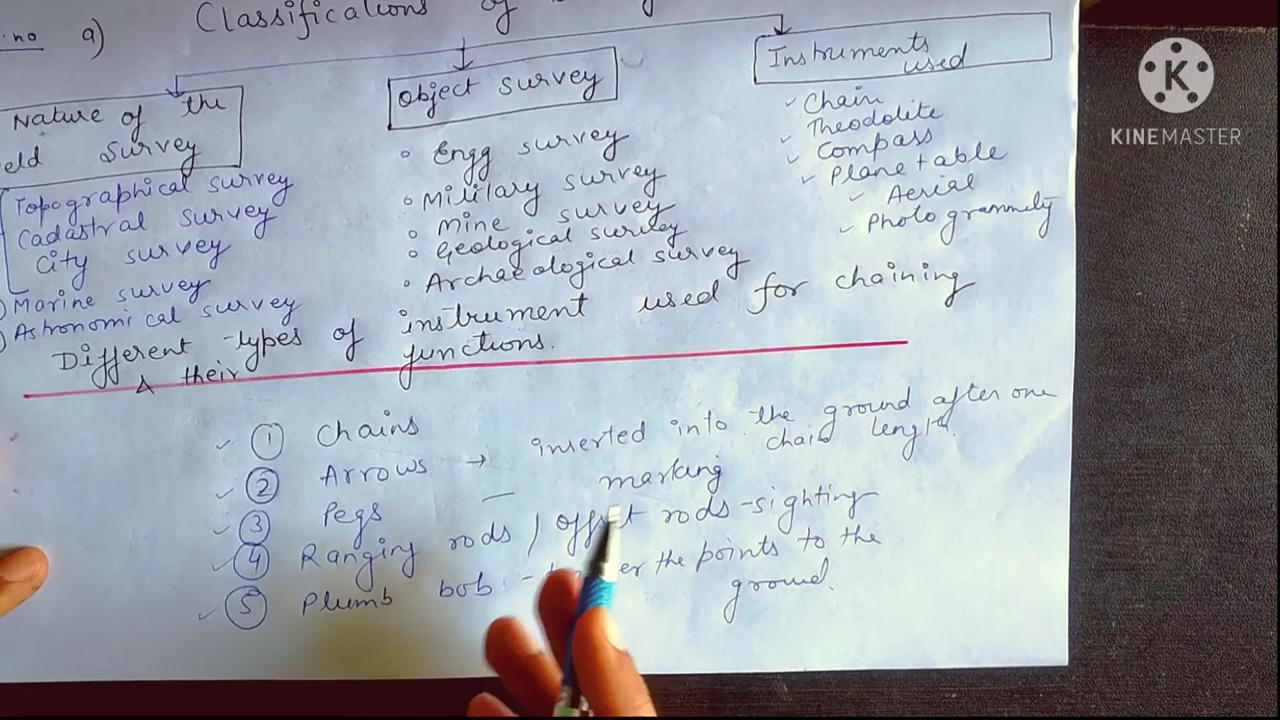 no a)
Classifications of
Nature of the
eld Survey
Topographical survey
Cadastral survey
City survey
Marine survey
Astronomical survey
Object survey
Engg survey
Military survey
Mine survey
Geological survey
Archaeological survey
Instruments
used
Chain
Theodolite
Compass
Plane table
Aerial
Photogrammetry
Different types of instrument used for chaining
& their functions.
1 Chains
2 Arrows → inserted into the ground after one
chain length.
3 Pegs — marking
4 Ranging rods / offset rods - sighting
5 Plumb bob - the points to the
ground.
KINEMASTER